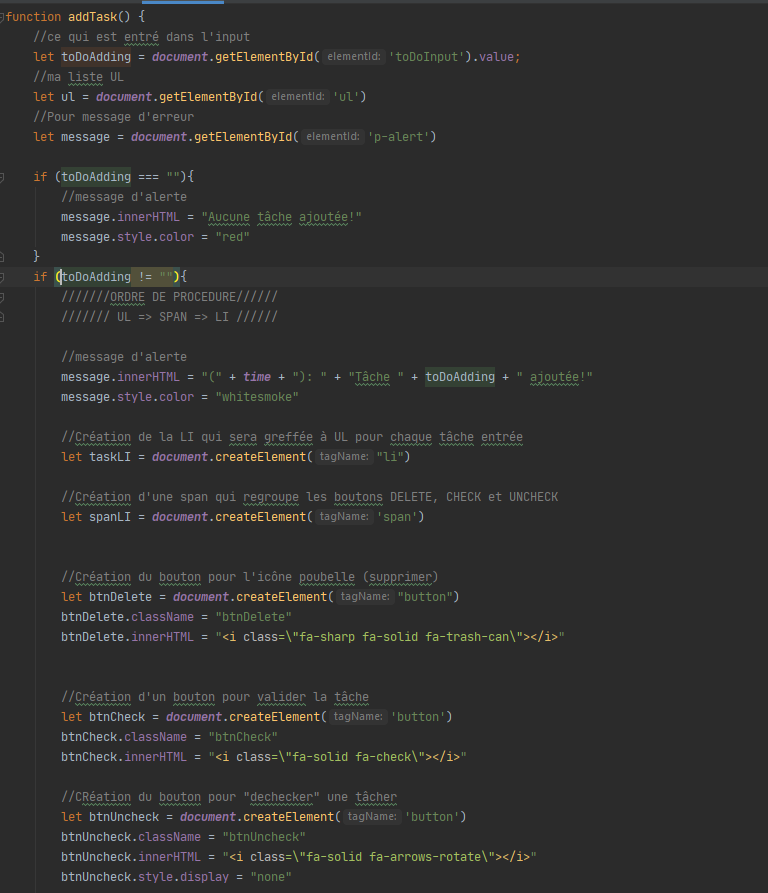 function addTask() {
//ce qui est entré dans l'input
let toDoAdding = document.getElementById( elementId: 'toDoInput').value;
//ma liste UL
let ul = document.getElementById( elementId: 'ul')
//Pour message d'erreur
let message = document.getElementById( elementId: 'p-alert')
if (toDoAdding === ""){
//message d'alerte
message.innerHTML = "Aucune tâche ajoutée!"
message.style.color = "red"
}
if (toDoAdding != ""){
///////ORDRE DE PROCEDURE//////
/////// UL => SPAN => LI //////
//message d'alerte
message.innerHTML = "(" + time + "): " + "Tâche " + toDoAdding + " ajoutée!"
message.style.color = "whitesmoke"
//Création de la LI qui sera greffée à UL pour chaque tâche entrée
let taskLI = document.createElement( tagName: "li")
//Création d'une span qui regroupe les boutons DELETE, CHECK et UNCHECK
let spanLI = document.createElement( tagName: 'span')
//Création du bouton pour l'icône poubelle (supprimer)
let btnDelete = document.createElement( tagName: "button")
btnDelete.className = "btnDelete"
btnDelete.innerHTML = "<i class=\"fa-sharp fa-solid fa-trash-can\"></i>"
//Création d'un bouton pour valider la tâche
let btnCheck = document.createElement( tagName: 'button')
btnCheck.className = "btnCheck"
btnCheck.innerHTML = "<i class=\"fa-solid fa-check\"></i>"
//CRéation du bouton pour "dechecker" une tâcher
let btnUncheck = document.createElement( tagName: 'button')
btnUncheck.className = "btnUncheck"
btnUncheck.innerHTML = "<i class=\"fa-solid fa-arrows-rotate\"></i>"
btnUncheck.style.display = "none"